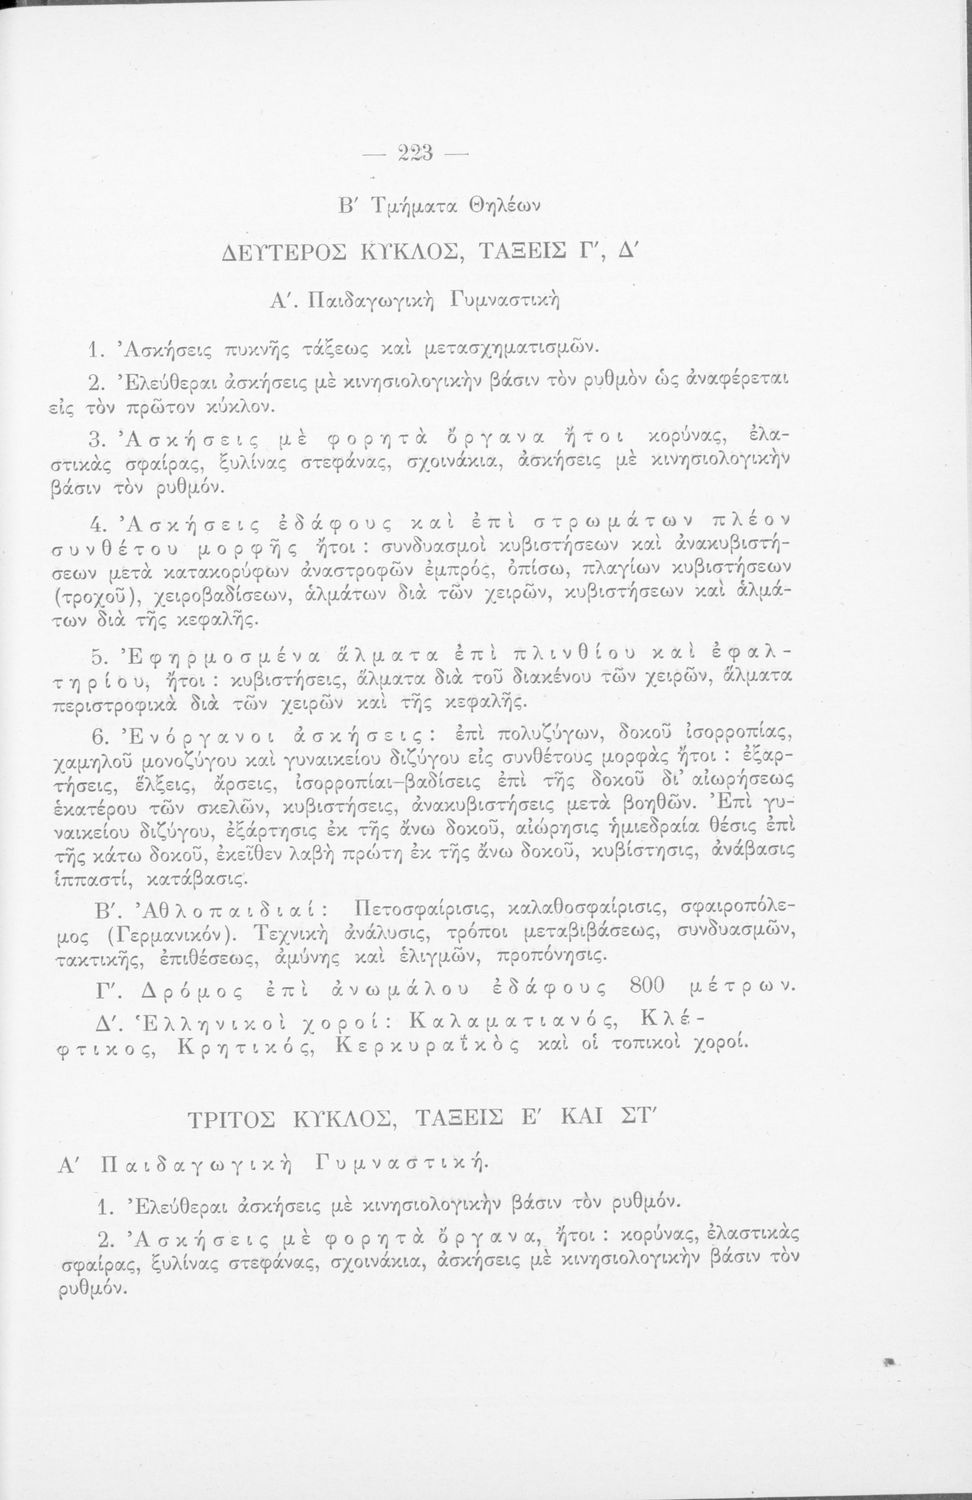 — 223 —
Β' Τμήματα Θηλέων
ΔΕΥΤΕΡΟΣ ΚΥΚΛΟΣ, ΤΑΞΕΙΣ Γ', Δ'
Α'. Παιδαγωγικὴ Γυμναστικὴ
1. Ἀσκήσεις πυκνῆς τάξεως καὶ μετασχηματισμῶν.
2. Ἐλεύθεραι ἀσκήσεις μὲ κινησιολογικὴν βάσιν τὸν ρυθμὸν ὡς ἀναφέρεται
εἰς τὸν πρῶτον κύκλον.
3. Ἀσκήσεις μὲ φορητὰ ὄργανα ἤτοι κορύνας, ἐλα-
στικὰς σφαίρας, ξυλίνας στεφάνας, σχοινάκια, ἀσκήσεις μὲ κινησιολογικὴν
βάσιν τὸν ρυθμόν.
4. Ἀσκήσεις ἐδάφους καὶ ἐπὶ στρωμάτων πλέον
συνθέτου μορφῆς ἤτοι : συνδυασμοὶ κυβιστήσεων καὶ ἀνακυβιστή-
σεων μετὰ κατακορύφων ἀναστροφῶν ἐμπρός, ὀπίσω, πλαγίων κυβιστήσεων
(τροχοῦ), χειροβαδίσεων, ἁλμάτων διὰ τῶν χειρῶν, κυβιστήσεων καὶ ἁλμά-
των διὰ τῆς κεφαλῆς.
5. Ἐφηρμοσμένα ἅλματα ἐπὶ πλινθίου καὶ ἐφαλ-
τηρίου, ἤτοι : κυβιστήσεις, ἅλματα διὰ τοῦ διακένου τῶν χειρῶν, ἅλματα
περιστροφικὰ διὰ τῶν χειρῶν καὶ τῆς κεφαλῆς.
6. Ἐνόργανοι ἀσκήσεις : ἐπὶ πολυζύγων, δοκοῦ ἰσορροπίας,
χαμηλοῦ μονοζύγου καὶ γυναικείου διζύγου εἰς συνθέτους μορφὰς ἤτοι : ἐξαρ-
τήσεις, ἕλξεις, ἄρσεις, ἰσορροπίαι–βαδίσεις ἐπὶ τῆς δοκοῦ δι' αἰωρήσεως
ἑκατέρου τῶν σκελῶν, κυβιστήσεις, ἀνακυβιστήσεις μετὰ βοηθῶν. Ἐπὶ γυ-
ναικείου διζύγου, ἐξάρτησις ἐκ τῆς ἄνω δοκοῦ, αἰώρησις ἡμιεδραία θέσις ἐπὶ
τῆς κάτω δοκοῦ, ἐκεῖθεν λαβὴ πρώτη ἐκ τῆς ἄνω δοκοῦ, κυβίστησις, ἀνάβασις
ἱππαστί, κατάβασις.
Β'. Ἀθλοπαιδιαί : Πετοσφαίρισις, καλαθοσφαίρισις, σφαιροπόλε-
μος (Γερμανικόν). Τεχνικὴ ἀνάλυσις, τρόποι μεταβιβάσεως, συνδυασμῶν,
τακτικῆς, ἐπιθέσεως, ἀμύνης καὶ ἑλιγμῶν, προπόνησις.
Γ'. Δρόμος ἐπὶ ἀνωμάλου ἐδάφους 800 μέτρων.
Δ'. Ἑλληνικοὶ χοροί : Καλαματιανός, Κλέ-
φτικος, Κρητικός, Κερκυραΐκὸς καὶ οἱ τοπικοὶ χοροί.
ΤΡΙΤΟΣ ΚΥΚΛΟΣ, ΤΑΞΕΙΣ Ε' ΚΑΙ ΣΤ'
Α' Παιδαγωγικὴ Γυμναστική.
1. Ἐλεύθεραι ἀσκήσεις μὲ κινησιολογικὴν βάσιν τὸν ρυθμόν.
2. Ἀσκήσεις μὲ φορητὰ ὄργανα, ἤτοι : κορύνας, ἐλαστικὰς
σφαίρας, ξυλίνας στεφάνας, σχοινάκια, ἀσκήσεις μὲ κινησιολογικὴν βάσιν τὸν
ρυθμόν.